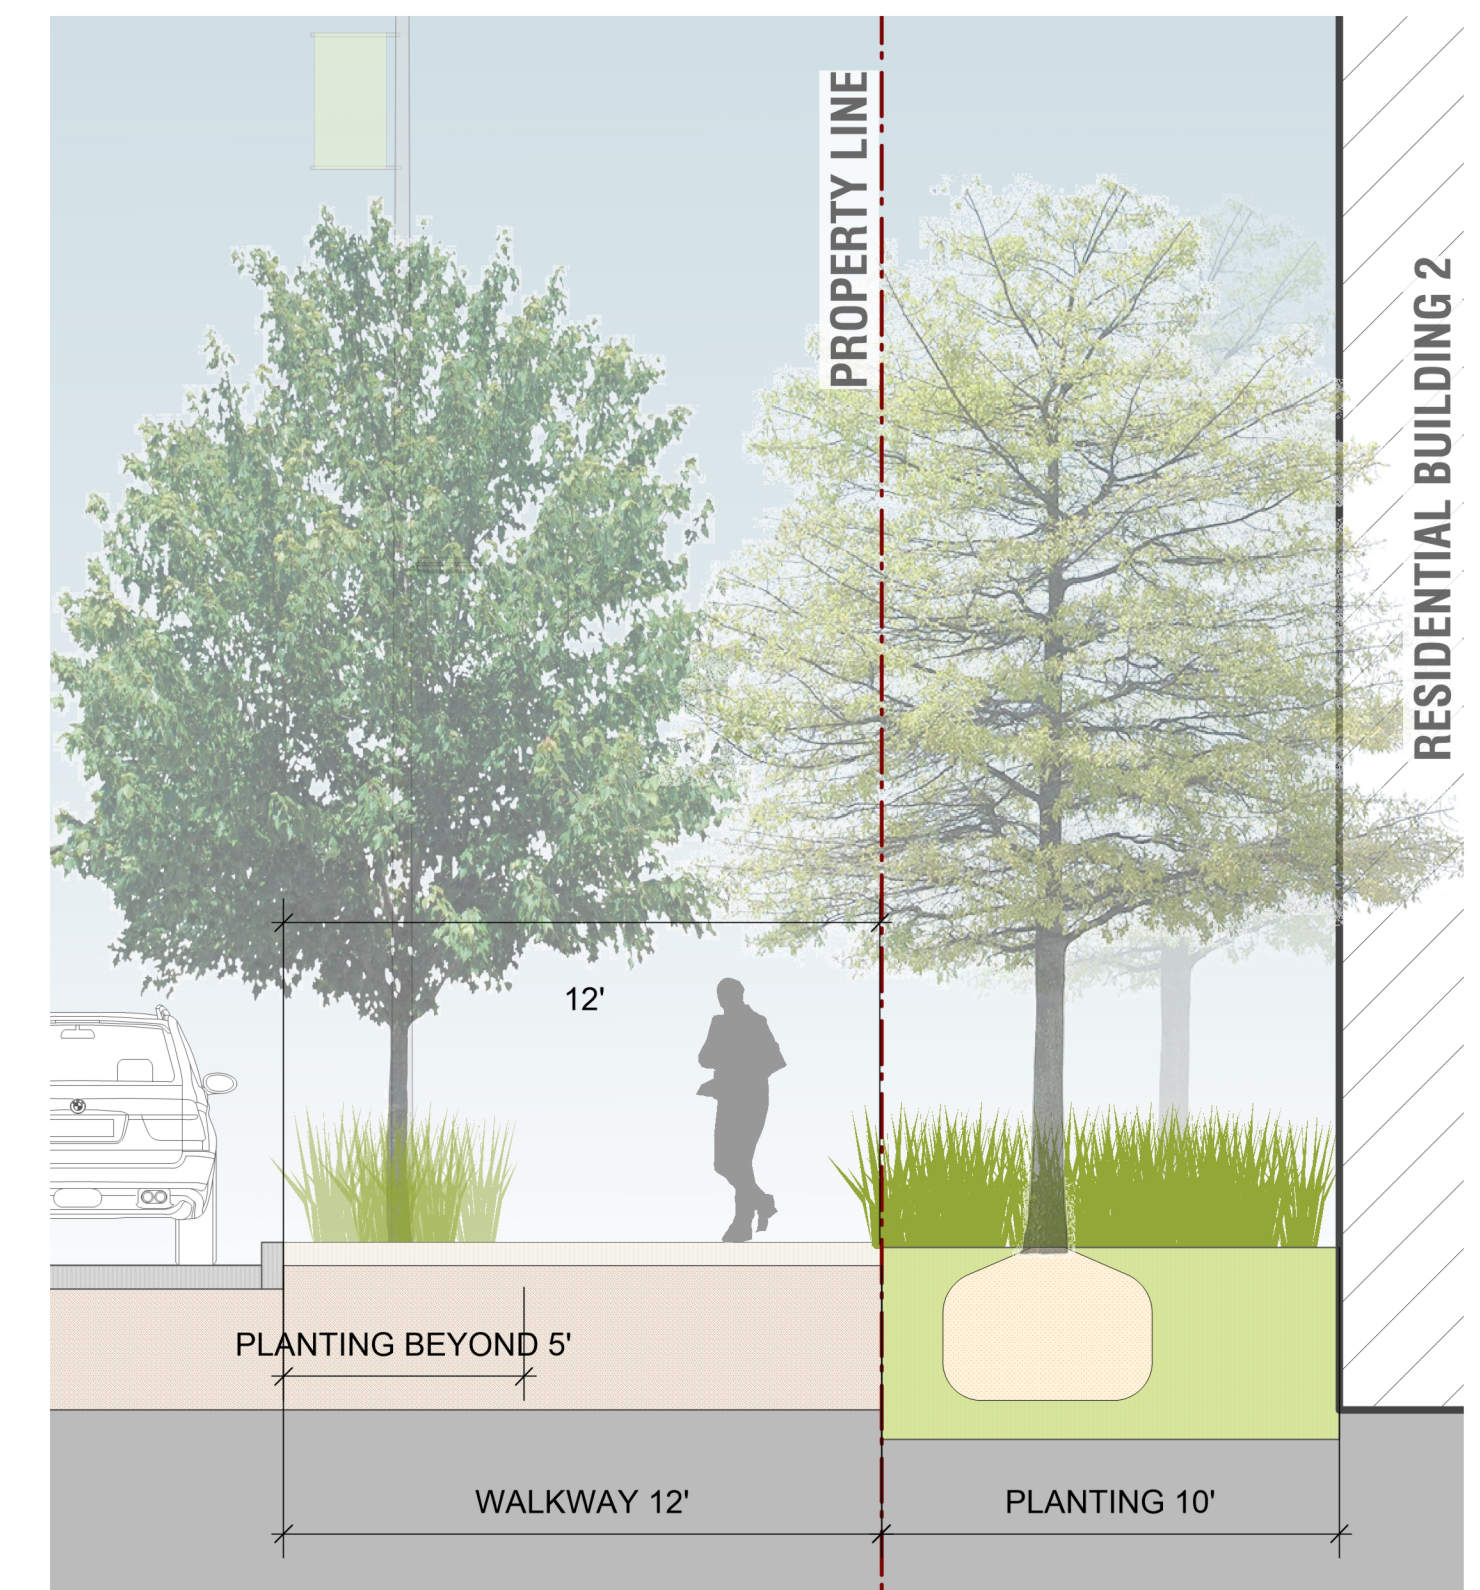 PROPERTY LINE
RESIDENTIAL BUILDING 2
12'
PLANTING BEYOND 5'
WALKWAY 12'
PLANTING 10'